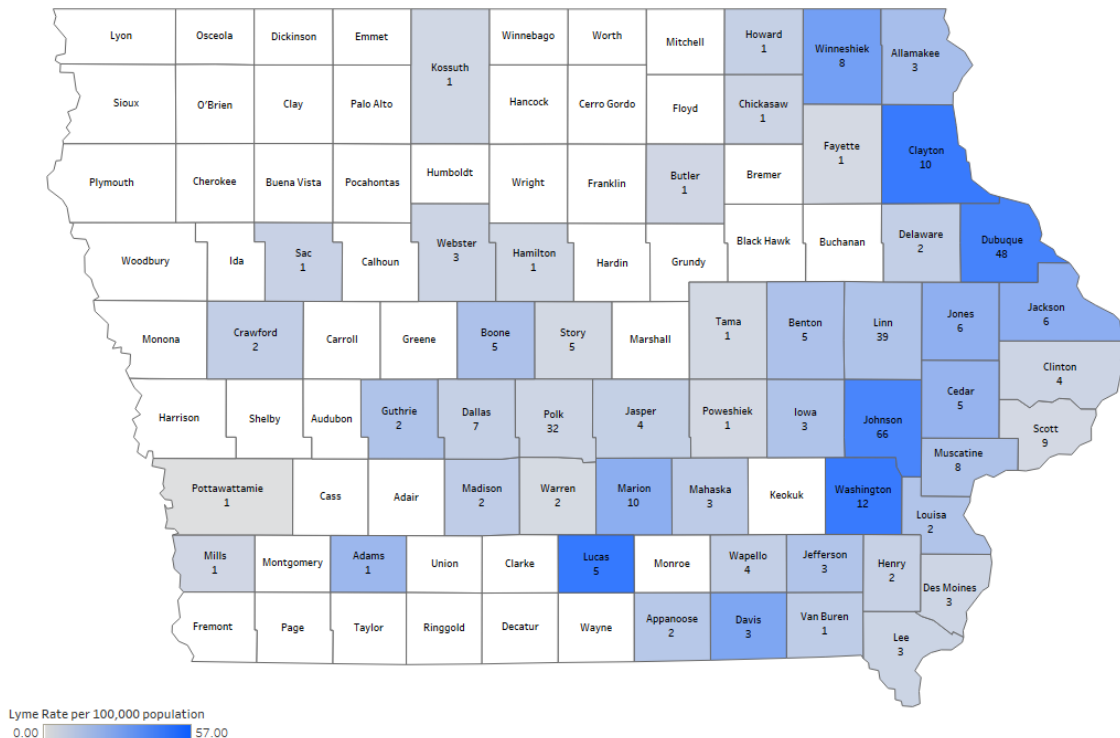 Lyon
Osceola
Dickinson
Emmet
Kossuth
1
Winnebago
Worth
Mitchell
Howard
1
Winneshiek
8
Allamakee
3
Sioux
O'Brien
Clay
Palo Alto
Hancock
Cerro Gordo
Floyd
Chickasaw
1
Fayette
1
Clayton
10
Plymouth
Cherokee
Buena Vista
Pocahontas
Humboldt
Wright
Franklin
Butler
1
Bremer
Woodbury
Ida
Sac
1
Calhoun
Webster
3
Hamilton
1
Hardin
Grundy
Black Hawk
Buchanan
Delaware
2
Dubuque
48
Monona
Crawford
2
Carroll
Greene
Boone
5
Story
5
Marshall
Tama
1
Benton
5
Linn
39
Jones
6
Jackson
6
Clinton
4
Harrison
Shelby
Audubon
Guthrie
2
Dallas
7
Polk
32
Jasper
4
Poweshiek
1
Iowa
3
Johnson
66
Cedar
5
Scott
9
Muscatine
8
Pottawattamie
1
Cass
Adair
Madison
2
Warren
2
Marion
10
Mahaska
3
Keokuk
Washington
12
Louisa
2
Mills
1
Montgomery
Adams
1
Union
Clarke
Lucas
5
Monroe
Wapello
4
Jefferson
3
Henry
2
Des Moines
3
Fremont
Page
Taylor
Ringgold
Decatur
Wayne
Appanoose
2
Davis
3
Van Buren
1
Lee
3
Lyme Rate per 100,000 population
0.00 57.00